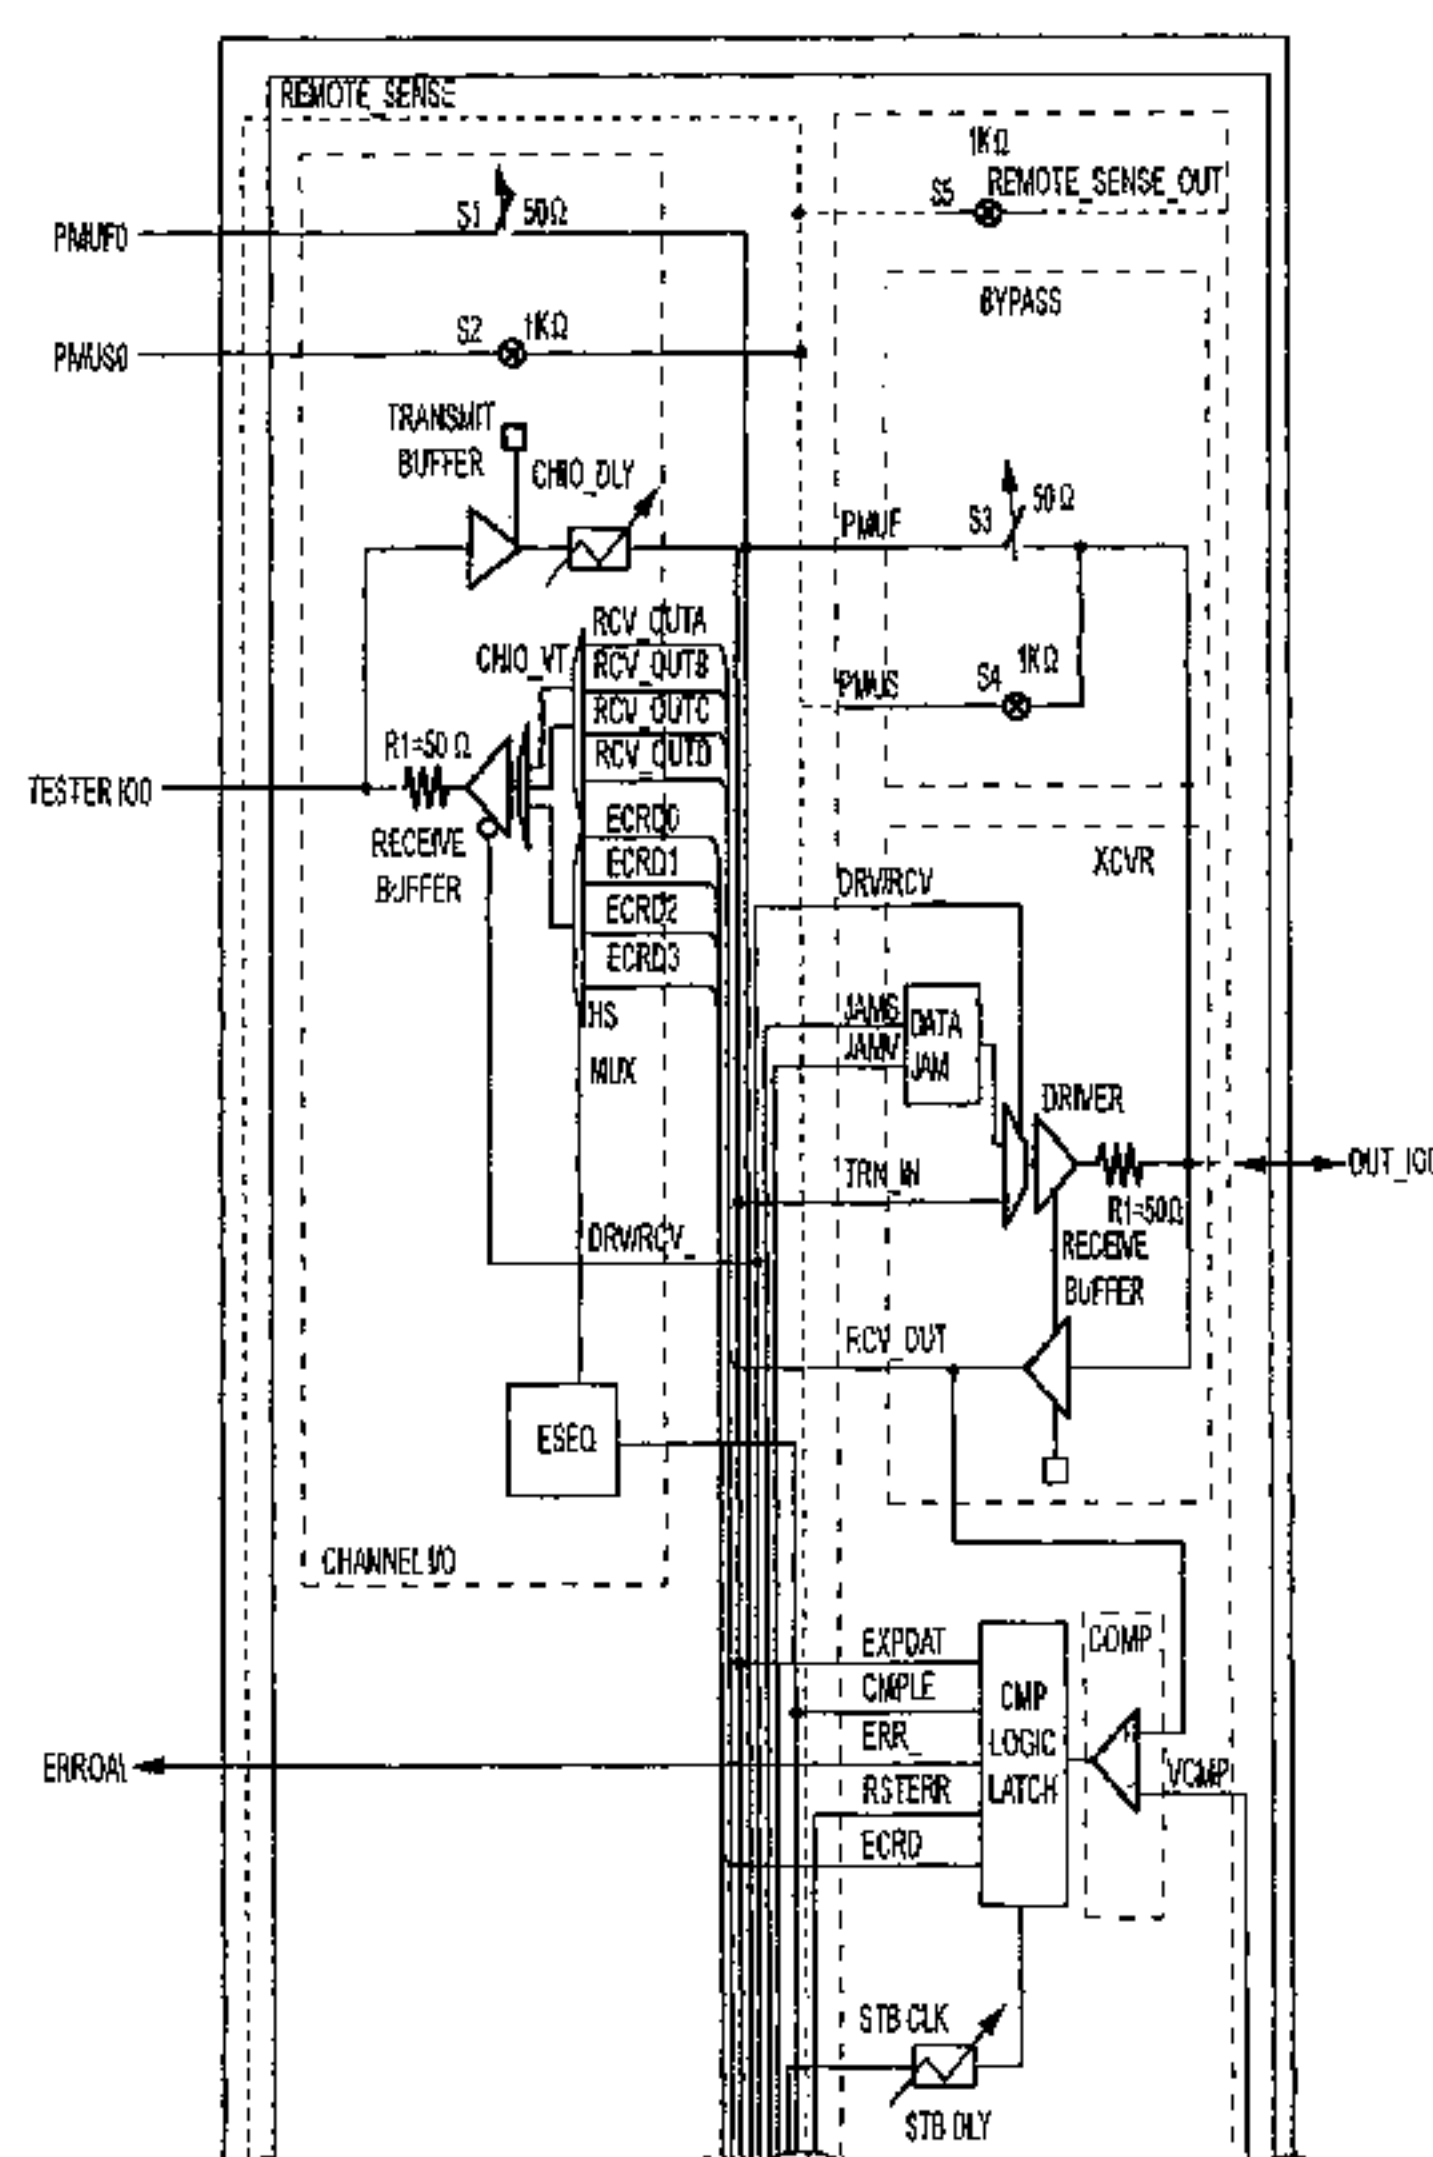 REMOTE_SENSE
1KΩ
S5
REMOTE_SENSE_OUT
S1
50Ω
PMUF0
BYPASS
S2
1KΩ
PMUS0
TRANSMIT
BUFFER
CHIO_DLY
PMUF
S3
50Ω
RCV_OUTA
CHIO_VT
RCV_OUTB
PMUS
S4
1KΩ
RCV_OUTC
R1=50Ω
RCV_OUTD
TESTER IO0
ECRD0
RECEIVE
BUFFER
ECRD1
XCVR
DRV/RCV
ECRD2
ECRD3
HS
MUX
JAMS
JAMV
DATA
JAM
DRIVER
TRN_IN
R1=50Ω
DRV/RCV_
RECEIVE
BUFFER
RCV_OUT
ESEQ
CHANNEL I/O
EXPDAT
COMP
CMPLE
CMP
LOGIC
LATCH
ERR_
VCMP
RSTERR
ECRD
STB CLK
STB DLY